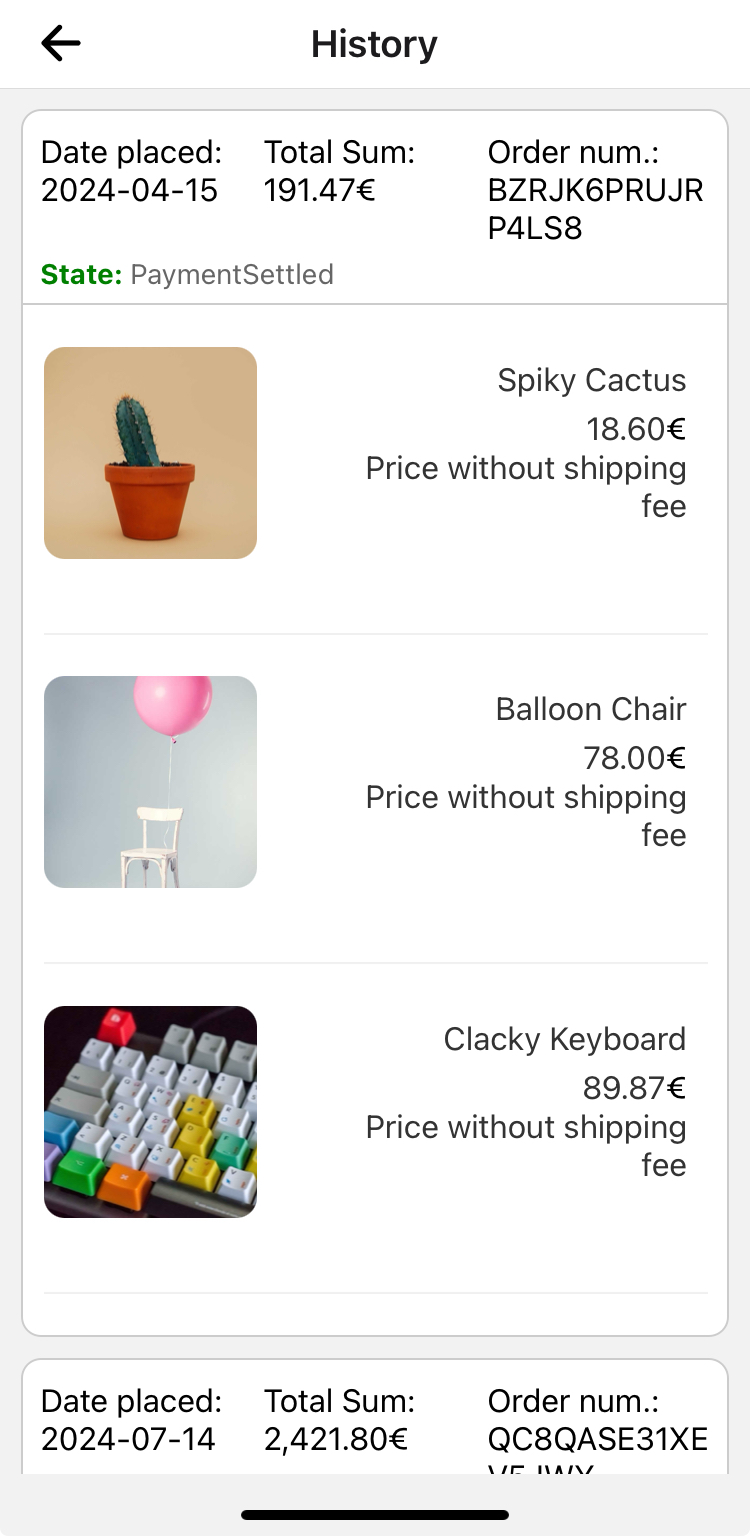 History
Date placed:
2024-04-15
Total Sum:
191.47€
Order num.:
BZRJK6PRUJR
P4LS8
State: PaymentSettled
Spiky Cactus
18.60€
Price without shipping
fee
Balloon Chair
78.00€
Price without shipping
fee
Clacky Keyboard
89.87€
Price without shipping
fee
Date placed:
2024-07-14
Total Sum:
2,421.80€
Order num.:
QC8QASE31XE